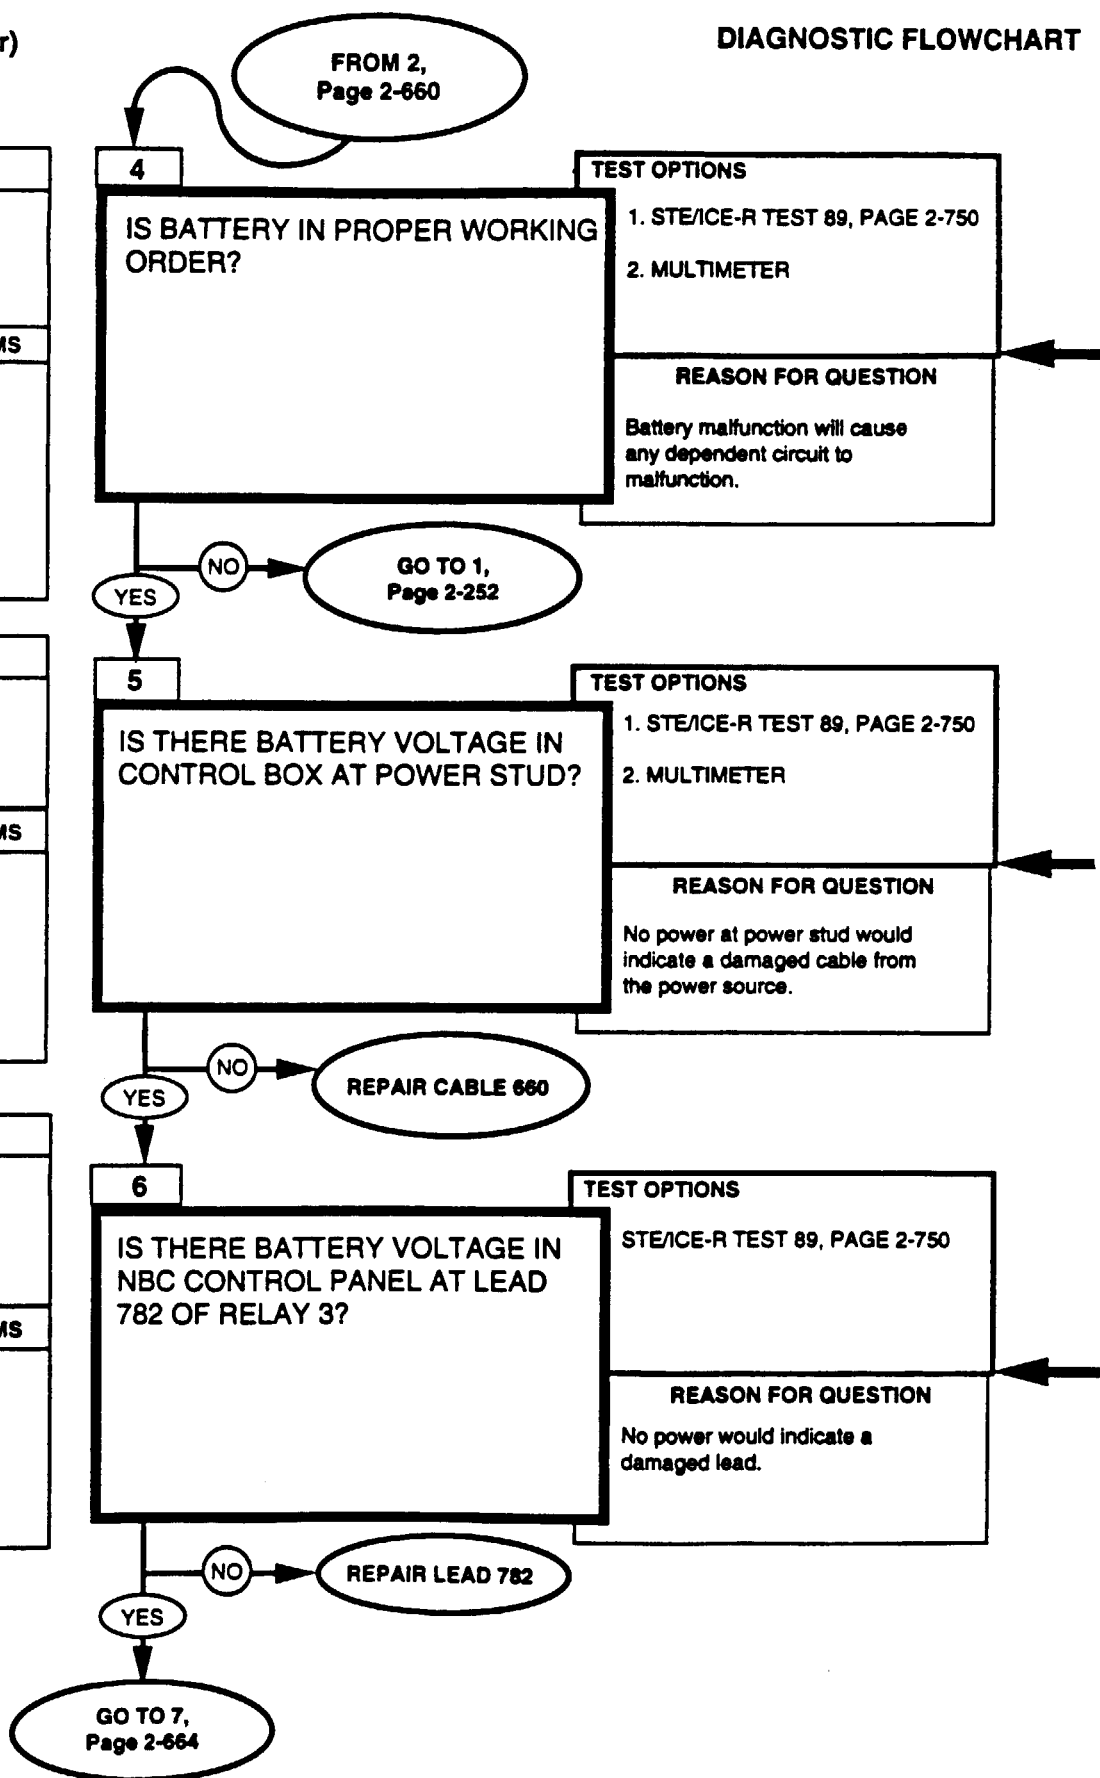 r)
DIAGNOSTIC FLOWCHART
FROM 2,
Page 2-660
4
IS BATTERY IN PROPER WORKING
ORDER?
TEST OPTIONS
1. STE/ICE-R TEST 89, PAGE 2-750
2. MULTIMETER
REASON FOR QUESTION
Battery malfunction will cause
any dependent circuit to
malfunction.
MS
NO
GO TO 1,
Page 2-252
YES
5
IS THERE BATTERY VOLTAGE IN
CONTROL BOX AT POWER STUD?
TEST OPTIONS
1. STE/ICE-R TEST 89, PAGE 2-750
2. MULTIMETER
REASON FOR QUESTION
No power at power stud would
indicate a damaged cable from
the power source.
MS
NO
REPAIR CABLE 660
YES
6
IS THERE BATTERY VOLTAGE IN
NBC CONTROL PANEL AT LEAD
782 OF RELAY 3?
TEST OPTIONS
STE/ICE-R TEST 89, PAGE 2-750
REASON FOR QUESTION
No power would indicate a
damaged lead.
MS
NO
REPAIR LEAD 782
YES
GO TO 7,
Page 2-664